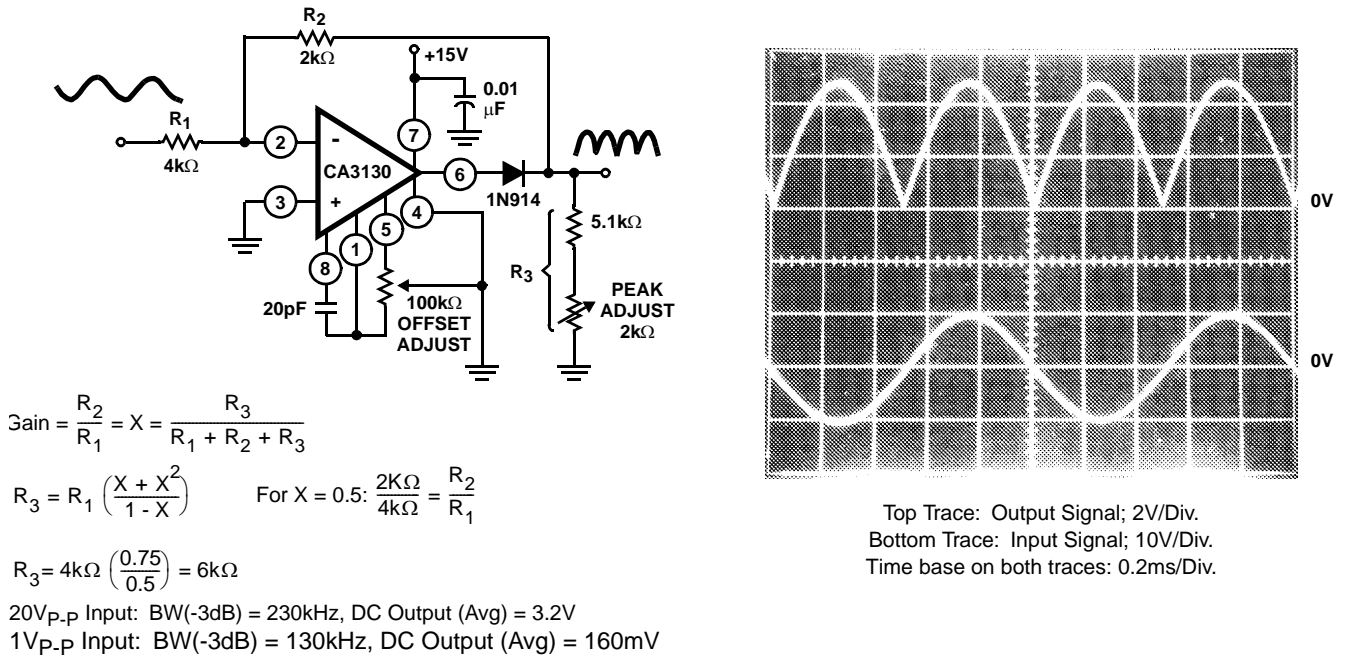 R2
2kΩ
+15V
0.01
μF
R1
4kΩ
2
-
7
CA3130
6
1N914
3
+
4
5
1
8
5.1kΩ
R3
20pF
100kΩ
OFFSET
ADJUST
PEAK
ADJUST
2kΩ
Gain = R2/R1 = X = R3/(R1 + R2 + R3)
R3 = R1 ((X + X²)/(1 - X)) For X = 0.5: 2KΩ/4kΩ = R2/R1
R3= 4kΩ (0.75/0.5) = 6kΩ
20VP-P Input: BW(-3dB) = 230kHz, DC Output (Avg) = 3.2V
1VP-P Input: BW(-3dB) = 130kHz, DC Output (Avg) = 160mV
0V
0V
Top Trace: Output Signal; 2V/Div.
Bottom Trace: Input Signal; 10V/Div.
Time base on both traces: 0.2ms/Div.